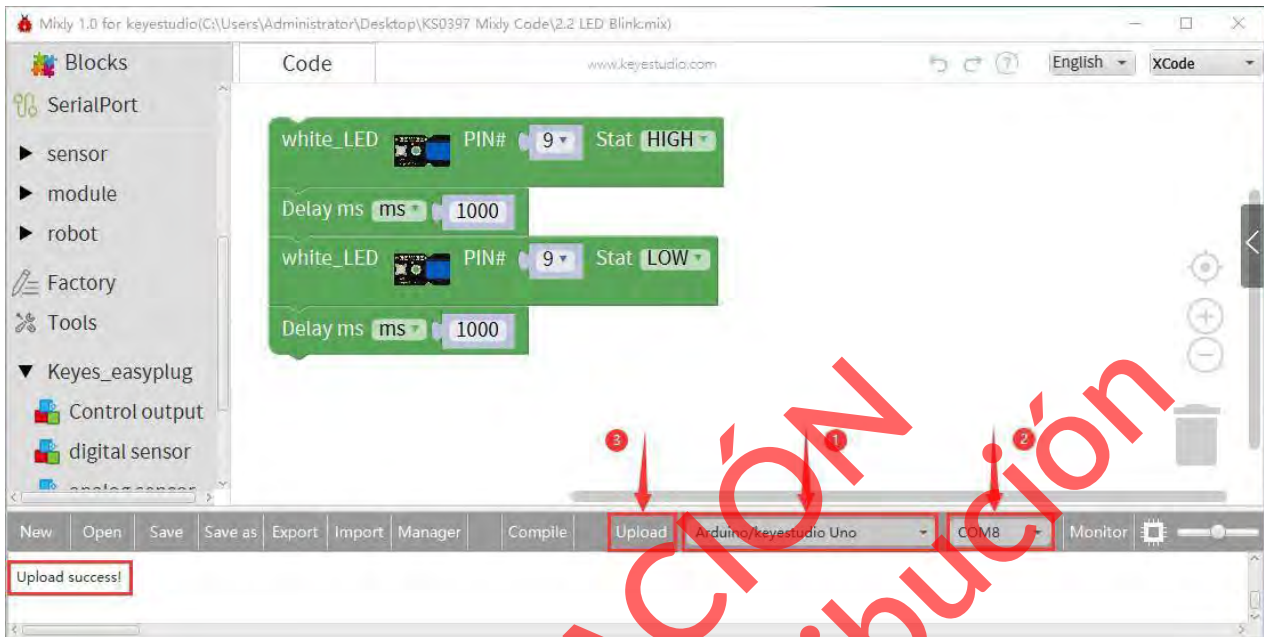 Mixly 1.0 for keyestudio(C:\Users\Administrator\Desktop\KS0397 Mixly Code\2.2 LED Blink.mix)
Blocks
Code
www.keyestudio.com
?
English
XCode
SerialPort
sensor
module
robot
Factory
Tools
Keyes_easyplug
Control output
digital sensor
analog sensor
white_LED PIN# 9 Stat HIGH
Delay ms ms 1000
white_LED PIN# 9 Stat LOW
Delay ms ms 1000
3
1
2
New Open Save Save as Export Import Manager Compile Upload Arduino/keyestudio Uno COM8 Monitor
Upload success!